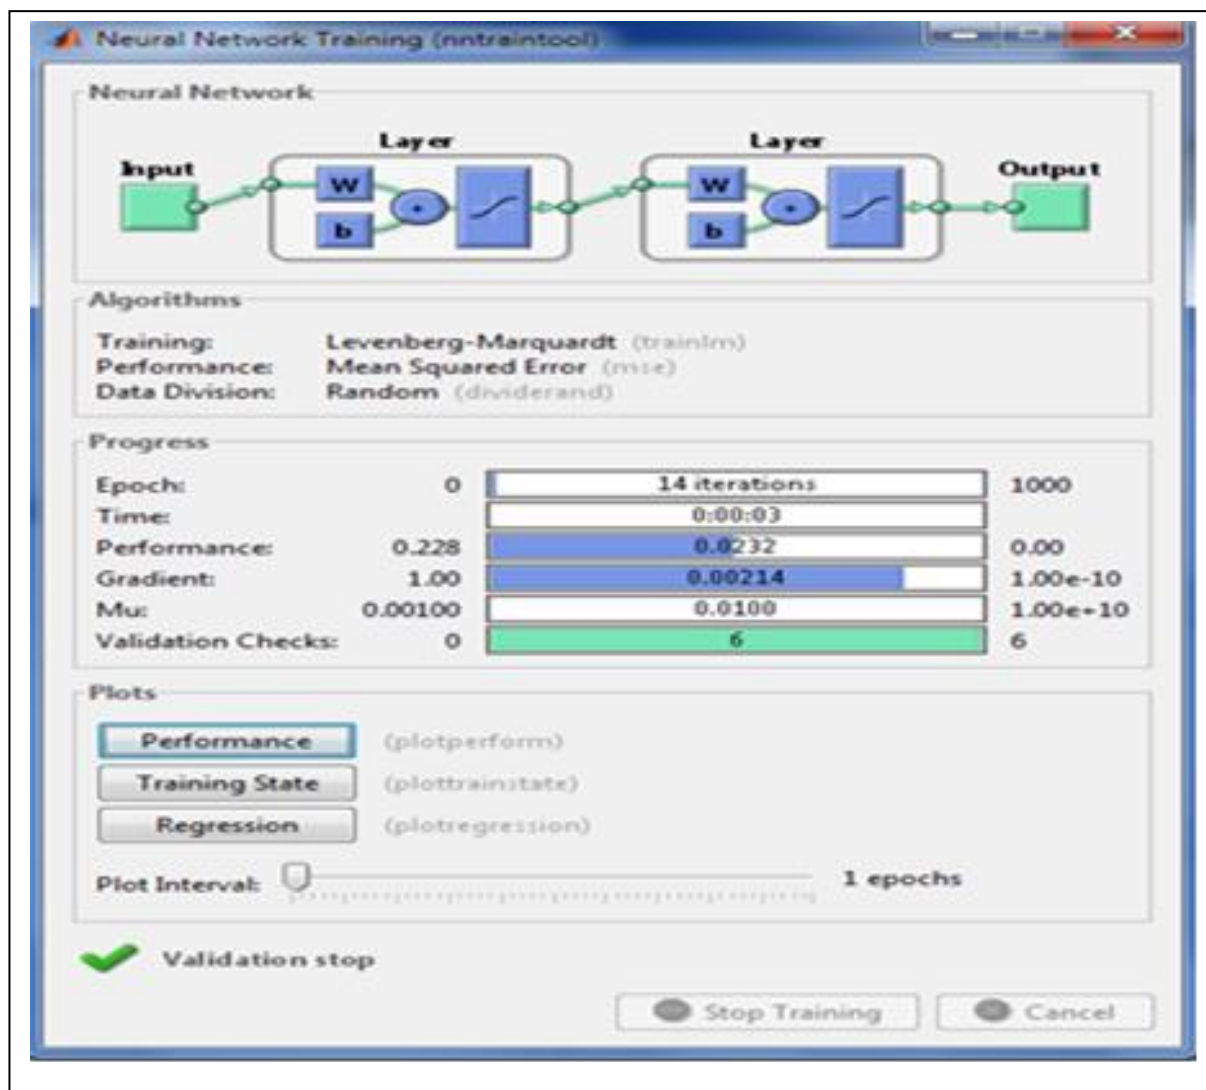 Neural Network Training (nntraintool)
Neural Network
Layer Layer
Input Output
W W
b b
Algorithms
Training: Levenberg-Marquardt (trainlm)
Performance: Mean Squared Error (mse)
Data Division: Random (dividerand)
Progress
Epoch: 0 14 iterations 1000
Time: 0:00:03
Performance: 0.228 0.0232 0.00
Gradient: 1.00 0.00214 1.00e-10
Mu: 0.00100 0.0100 1.00e+10
Validation Checks: 0 6 6
Plots
Performance (plotperform)
Training State (plottrainstate)
Regression (plotregression)
Plot Interval: 1 epochs
Validation stop
Stop Training Cancel